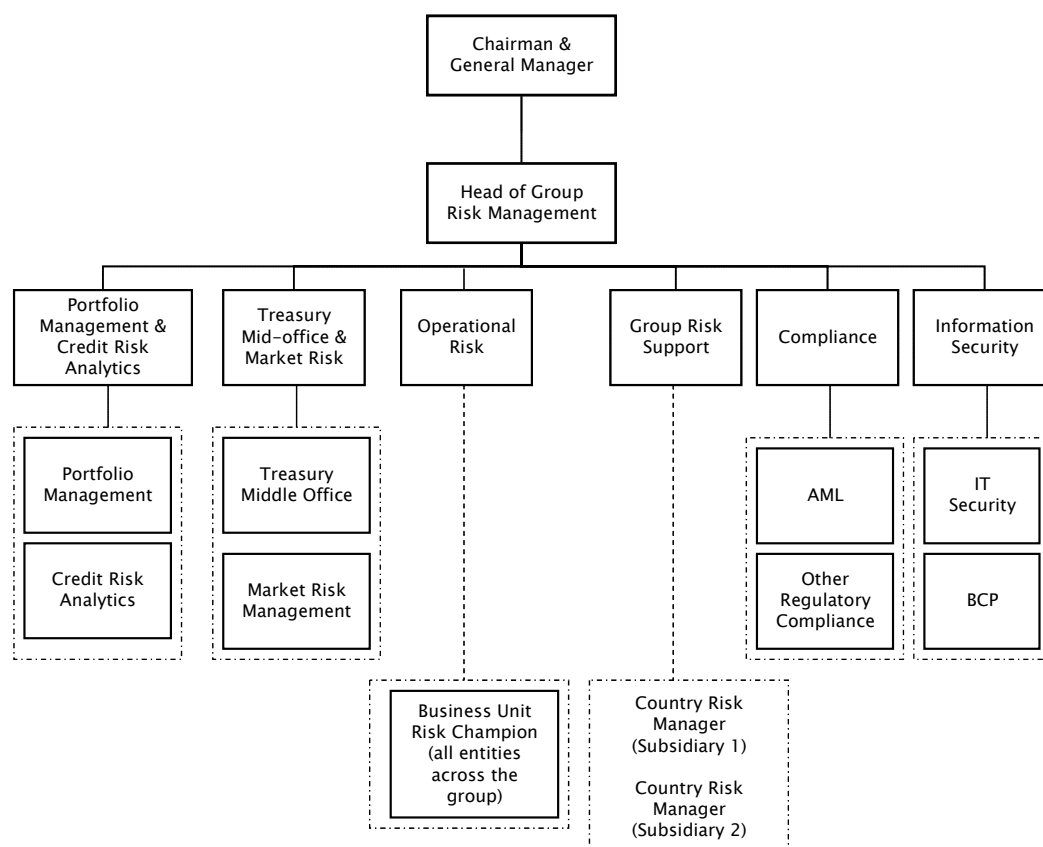 Chairman &
General Manager
Head of Group
Risk Management
Portfolio
Management &
Credit Risk
Analytics
Treasury
Mid-office &
Market Risk
Operational
Risk
Group Risk
Support
Compliance
Information
Security
Portfolio
Management
Credit Risk
Analytics
Treasury
Middle Office
Market Risk
Management
AML
Other
Regulatory
Compliance
IT
Security
BCP
Business Unit
Risk Champion
(all entities
across the
group)
Country Risk
Manager
(Subsidiary 1)
Country Risk
Manager
(Subsidiary 2)